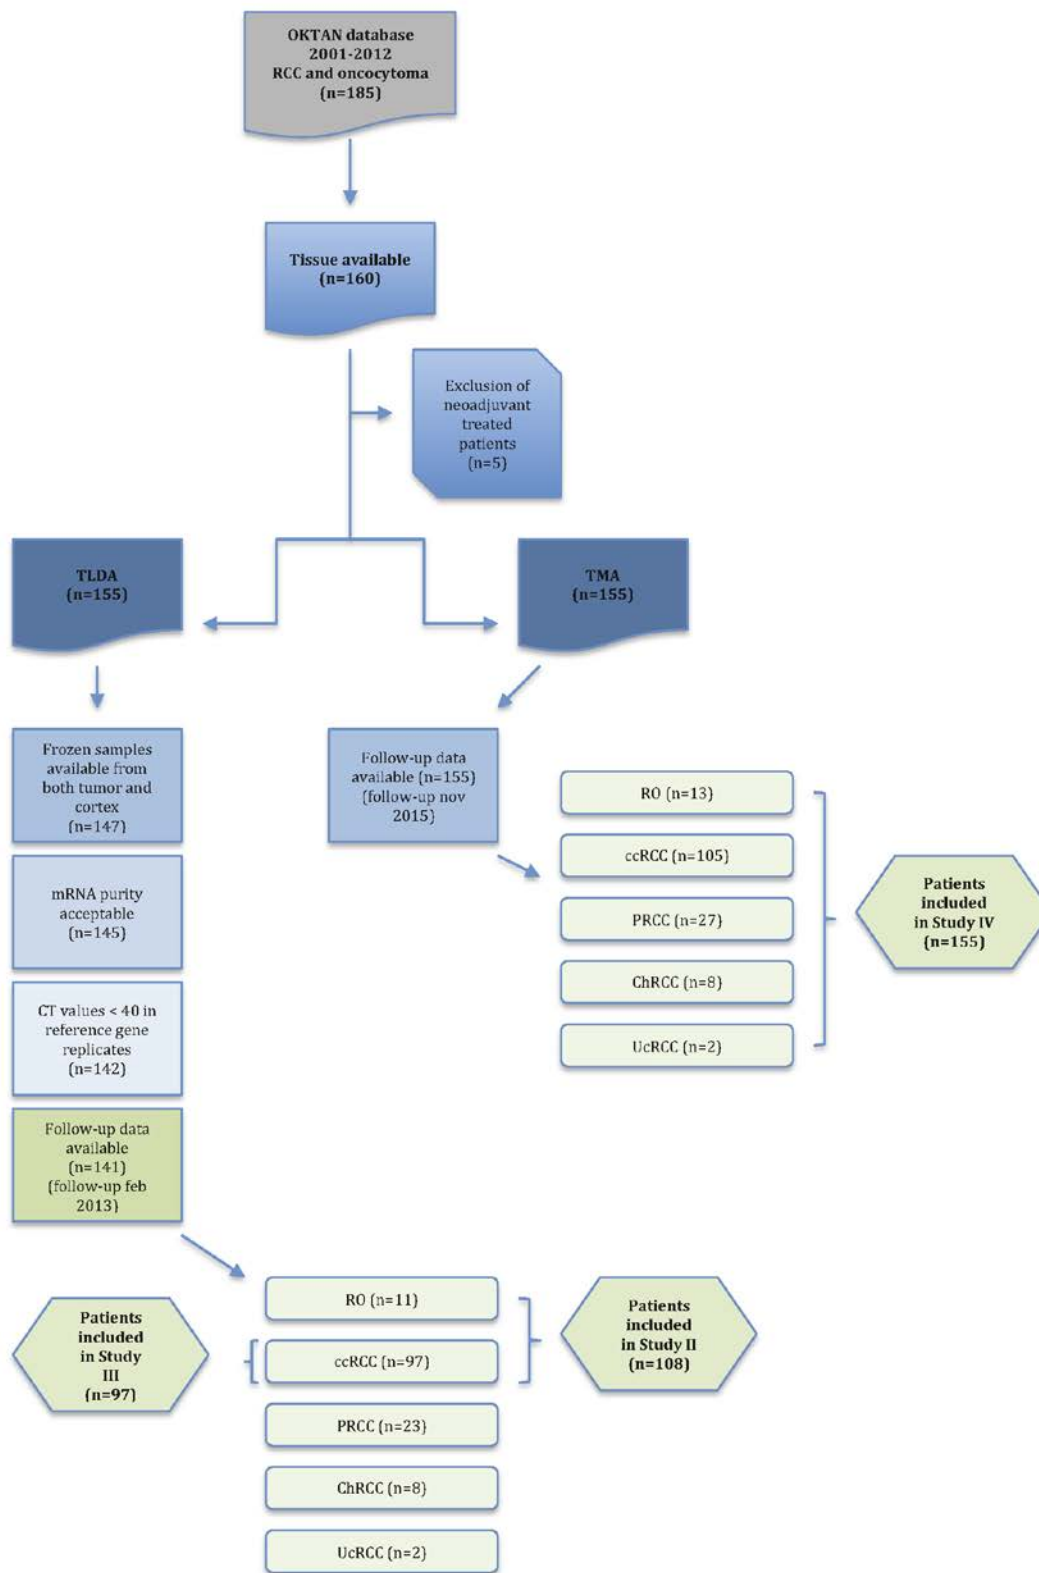 OKTAN database
2001-2012
RCC and oncocytoma
(n=185)
Tissue available
(n=160)
Exclusion of
neoadjuvant
treated
patients
(n=5)
TLDA
(n=155)
TMA
(n=155)
Frozen samples
available from
both tumor and
cortex
(n=147)
mRNA purity
acceptable
(n=145)
CT values < 40 in
reference gene
replicates
(n=142)
Follow-up data
available
(n=141)
(follow-up feb
2013)
Follow-up data
available (n=155)
(follow-up nov
2015)
RO (n=13)
ccRCC (n=105)
PRCC (n=27)
ChRCC (n=8)
UcRCC (n=2)
Patients
included
in Study IV
(n=155)
Patients
included
in Study
III
(n=97)
RO (n=11)
ccRCC (n=97)
PRCC (n=23)
ChRCC (n=8)
UcRCC (n=2)
Patients
included
in Study II
(n=108)